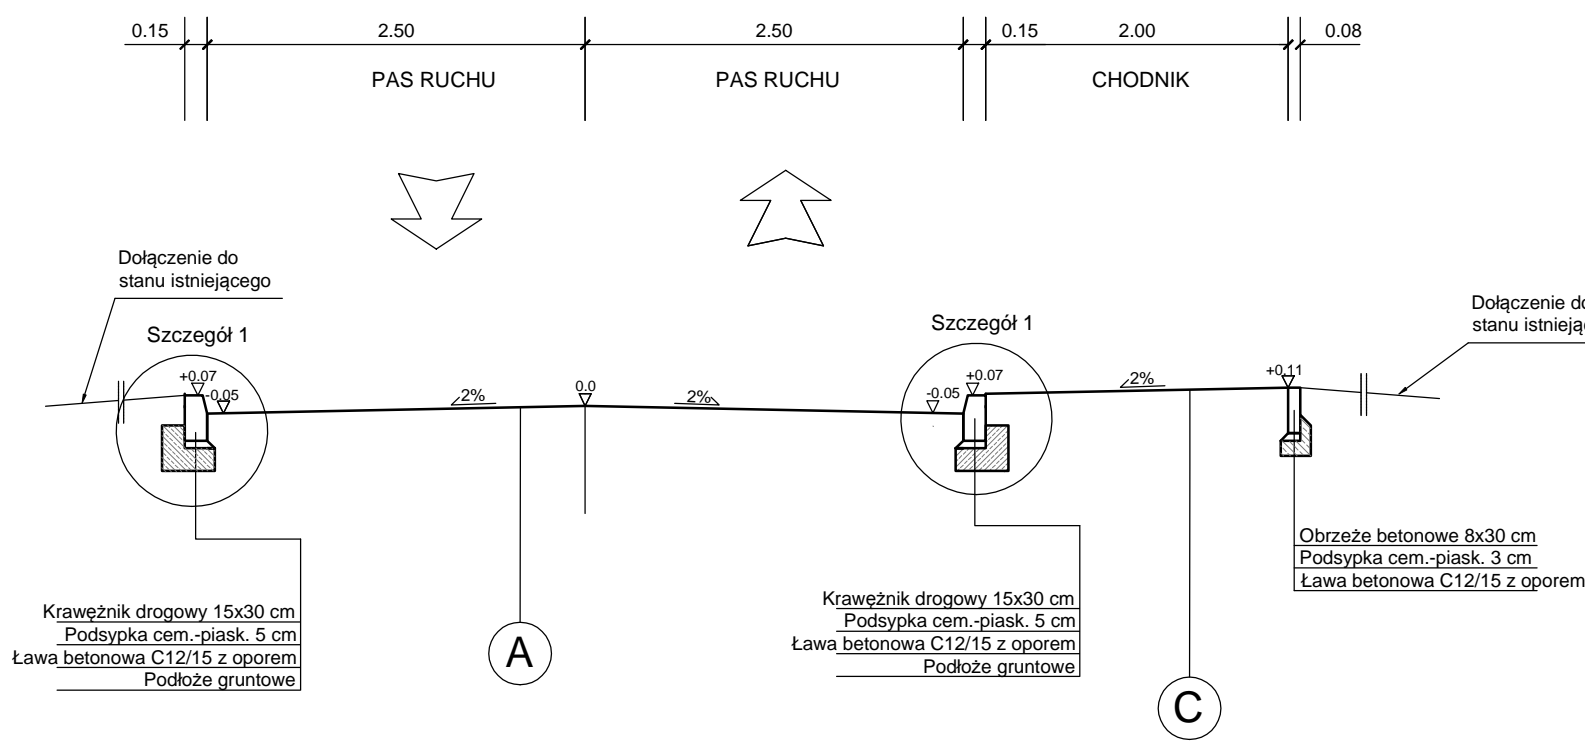 0.15 2.50 2.50 0.15 2.00 0.08
PAS RUCHU PAS RUCHU CHODNIK
Dołączenie do
stanu istniejącego
Dołączenie do
stanu istnieją
Szczegół 1
Szczegół 1
+0.07
-0.05
2%
0.0
2%
-0.05
+0.07
2%
+0.11
Obrzeże betonowe 8x30 cm
Podsypka cem.-piask. 3 cm
Ława betonowa C12/15 z oporem
Krawężnik drogowy 15x30 cm
Podsypka cem.-piask. 5 cm
Ława betonowa C12/15 z oporem
Podłoże gruntowe
A
Krawężnik drogowy 15x30 cm
Podsypka cem.-piask. 5 cm
Ława betonowa C12/15 z oporem
Podłoże gruntowe
C